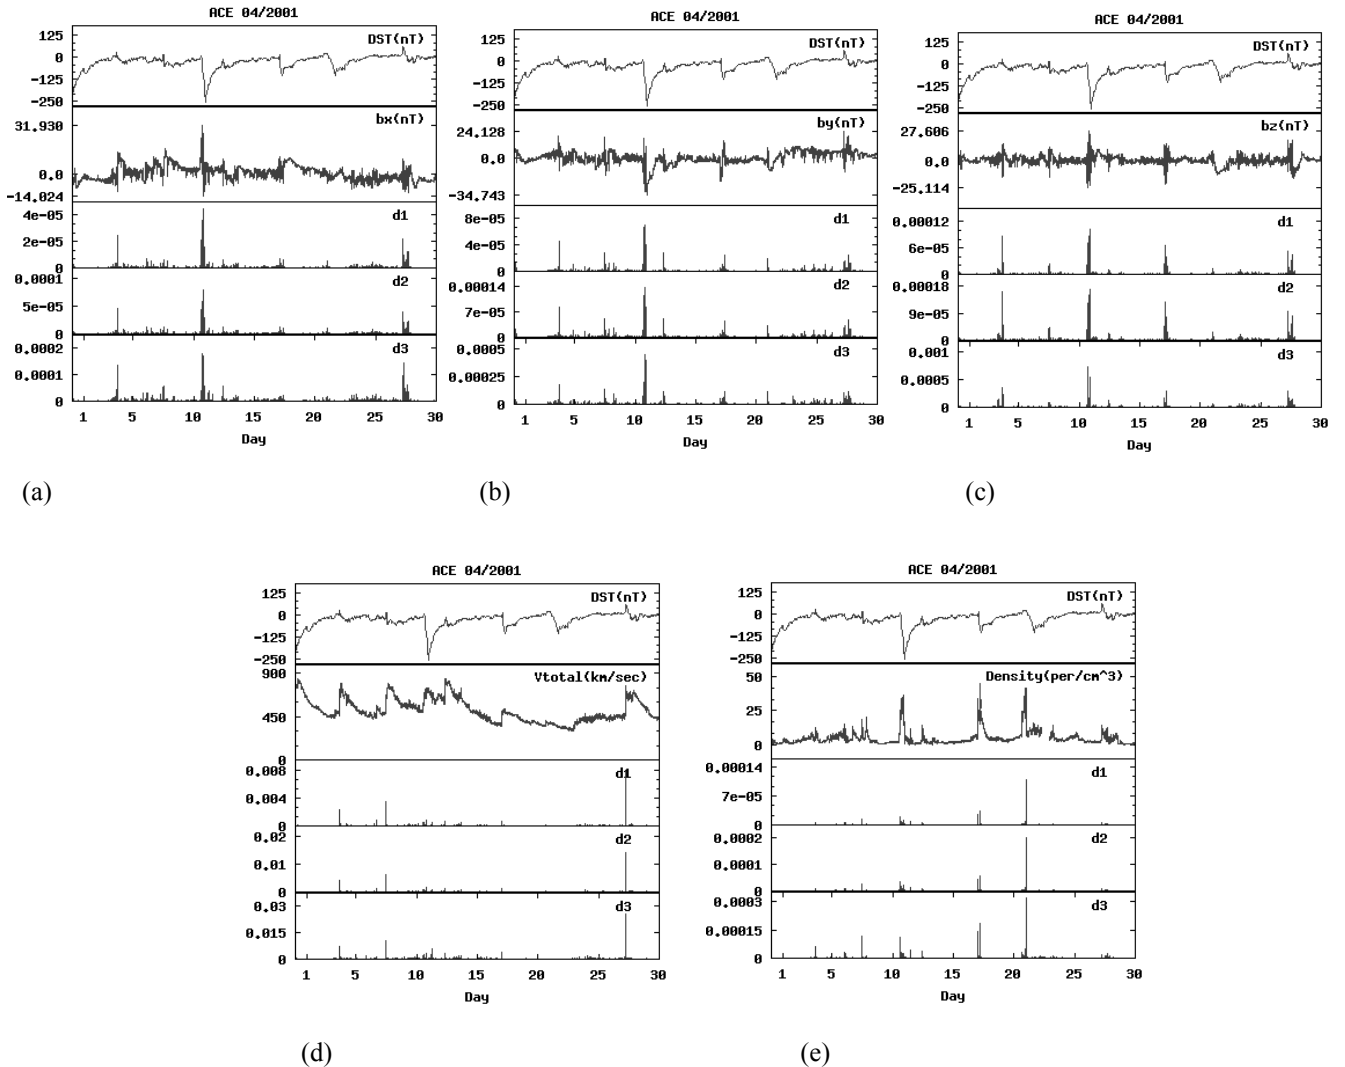 ACE 04/2001
125
0
-125
-250
DST(nT)
31.930
0.0
-14.024
bx(nT)
4e-05
2e-05
0
d1
0.0001
5e-05
0
d2
0.0002
0.0001
0
d3
1 5 10 15 20 25 30
Day
(a)
ACE 04/2001
125
0
-125
-250
DST(nT)
24.128
0.0
-34.743
by(nT)
8e-05
4e-05
0
d1
0.00014
7e-05
0
d2
0.0005
0.00025
0
d3
1 5 10 15 20 25 30
Day
(b)
ACE 04/2001
125
0
-125
-250
DST(nT)
27.606
0.0
-25.114
bz(nT)
0.00012
6e-05
0
d1
0.00018
9e-05
0
d2
0.001
0.0005
0
d3
1 5 10 15 20 25 30
Day
(c)
ACE 04/2001
125
0
-125
-250
DST(nT)
900
450
0
Vtotal(km/sec)
0.008
0.004
0
d1
0.02
0.01
0
d2
0.03
0.015
0
d3
1 5 10 15 20 25 30
Day
(d)
ACE 04/2001
125
0
-125
-250
DST(nT)
50
25
0
Density(per/cm^3)
0.00014
7e-05
0
d1
0.0002
0.0001
0
d2
0.0003
0.00015
0
d3
1 5 10 15 20 25 30
Day
(e)